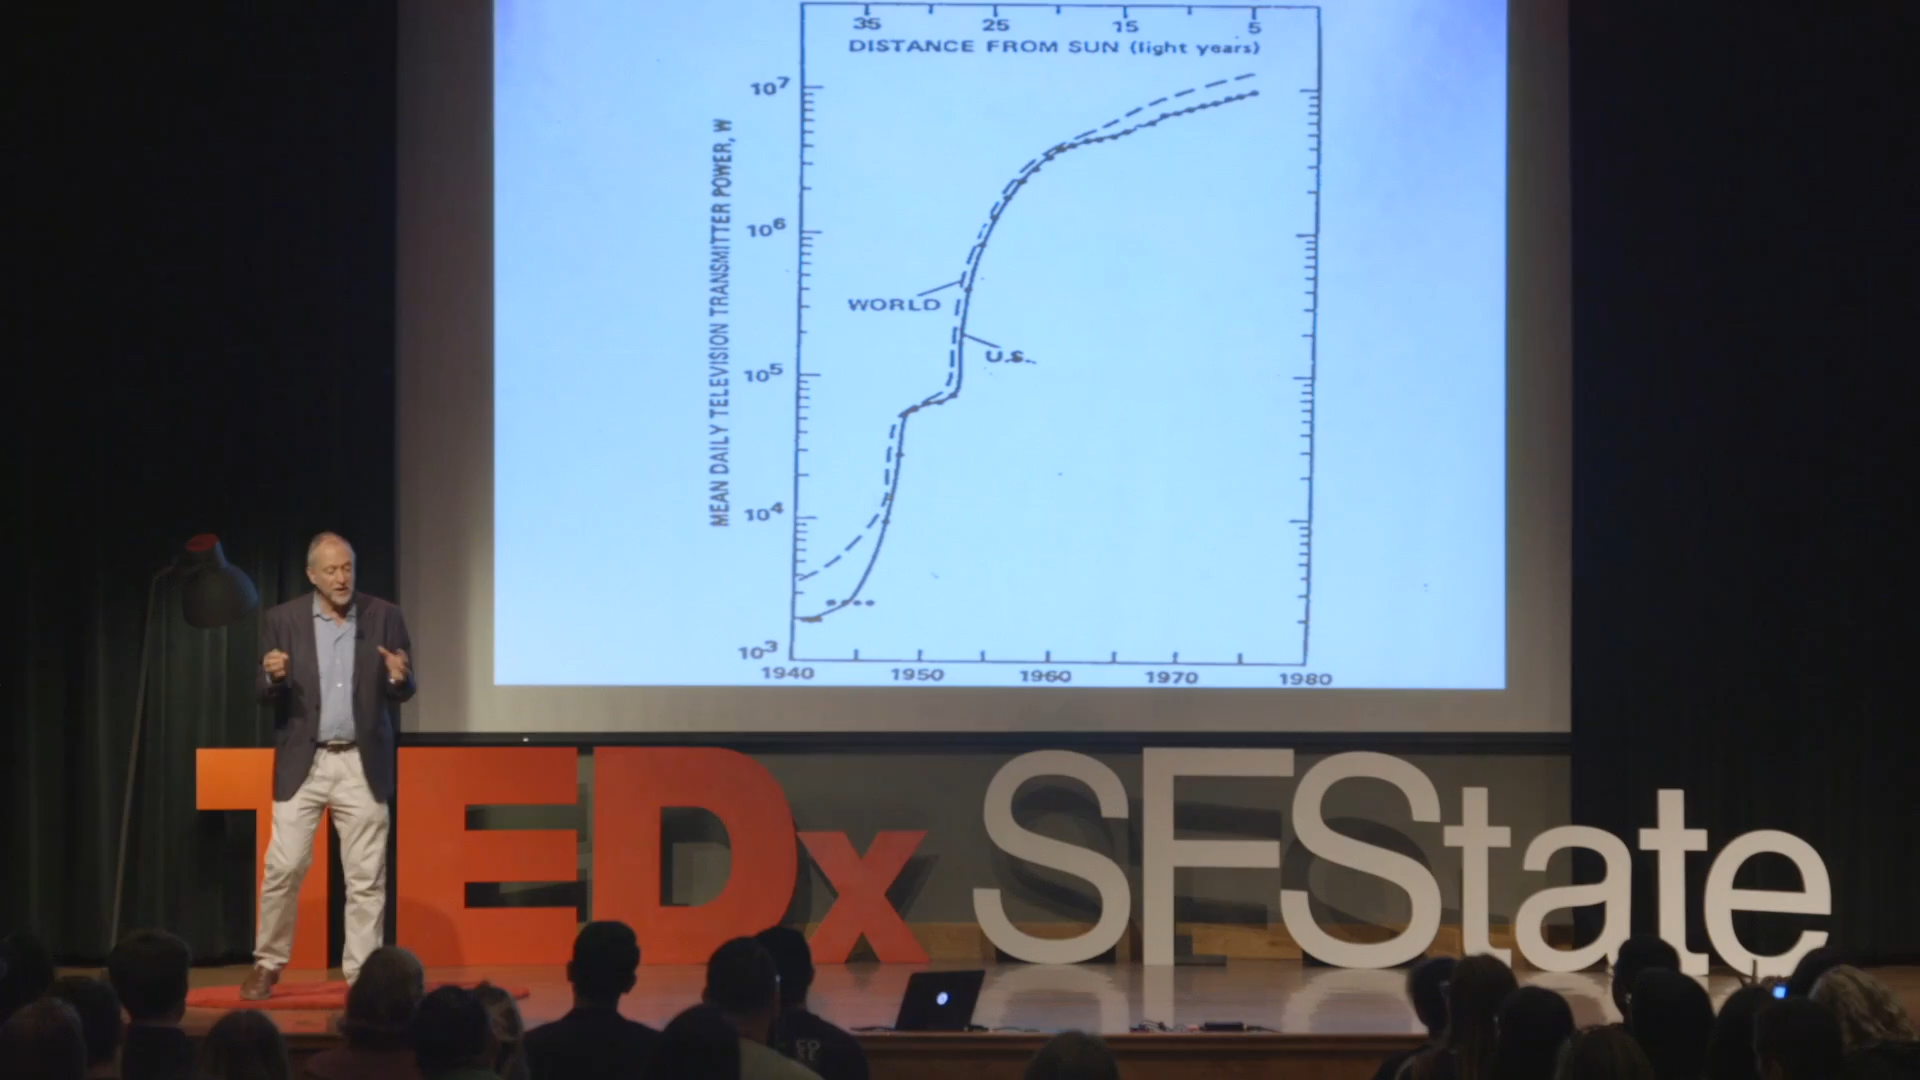 35 25 15 5
DISTANCE FROM SUN (light years)
10⁷
10⁶
10⁵
10⁴
10³
MEAN DAILY TELEVISION TRANSMITTER POWER, W
WORLD
U.S.
1940 1950 1960 1970 1980
TEDx SFState
CO